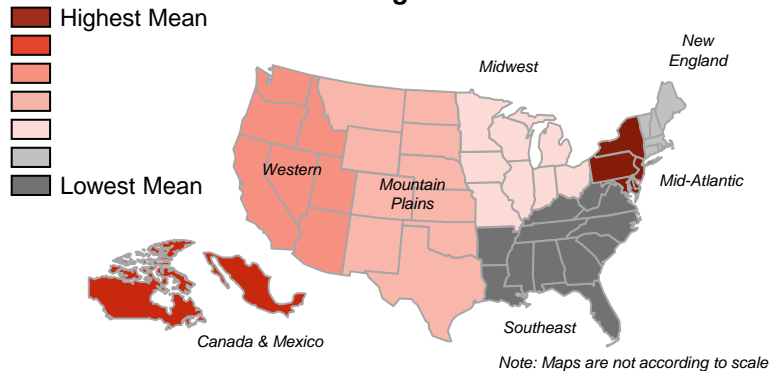 Highest Mean
New
England
Midwest
Western
Mountain
Plains
Mid-Atlantic
Lowest Mean
Southeast
Canada & Mexico
Note: Maps are not according to scale